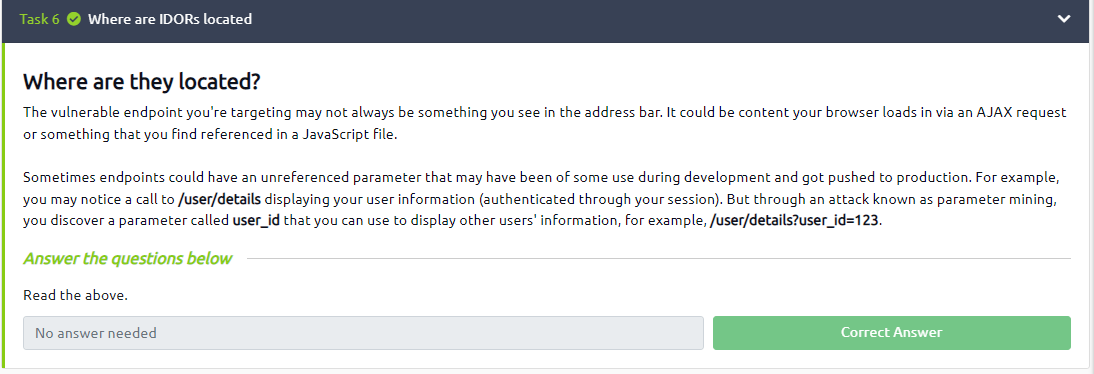 Task 6 Where are IDORs located
Where are they located?
The vulnerable endpoint you're targeting may not always be something you see in the address bar. It could be content your browser loads in via an AJAX request
or something that you find referenced in a JavaScript file.
Sometimes endpoints could have an unreferenced parameter that may have been of some use during development and got pushed to production. For example,
you may notice a call to /user/details displaying your user information (authenticated through your session). But through an attack known as parameter mining,
you discover a parameter called user_id that you can use to display other users' information, for example, /user/details?user_id=123.
Answer the questions below
Read the above.
No answer needed
Correct Answer